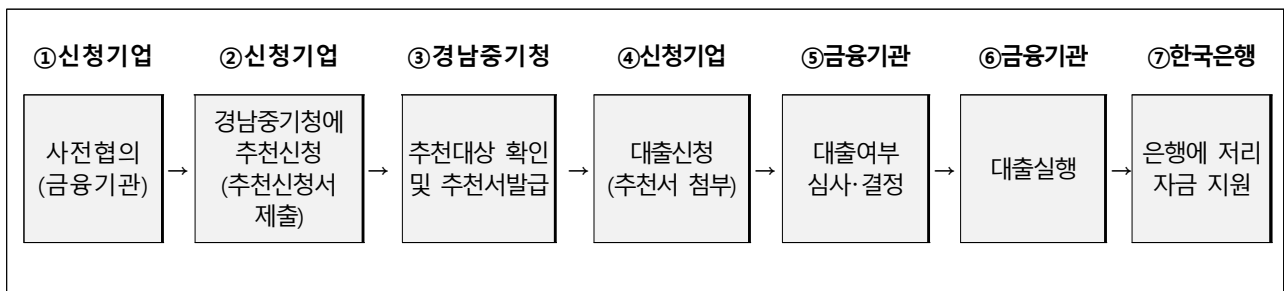 ①신청기업
사전협의
(금융기관)
→
②신청기업
경남중기청에
추천신청
(추천신청서
제출)
→
③경남중기청
추천대상 확인
및 추천서발급
→
④신청기업
대출신청
(추천서 첨부)
→
⑤금융기관
대출여부
심사·결정
→
⑥금융기관
대출실행
→
⑦한국은행
은행에 저리
자금 지원